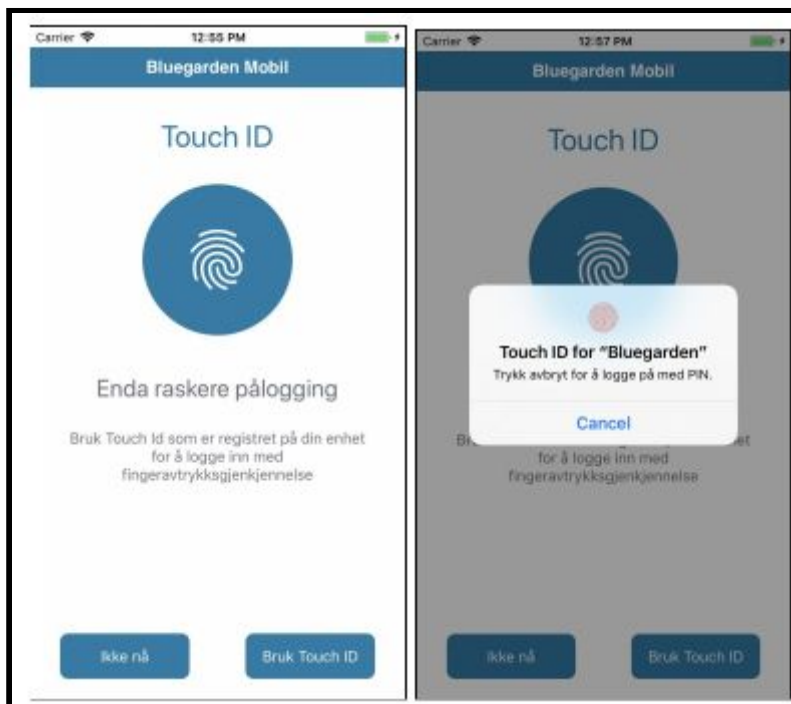 Carrier 12:55 PM
Bluegarden Mobil
Touch ID
Enda raskere pålogging
Bruk Touch Id som er registret på din enhet
for å logge inn med
fingeravtrykksgjenkjennelse
Ikke nå Bruk Touch ID
Carrier 12:57 PM
Bluegarden Mobil
Touch ID
Touch ID for "Bluegarden"
Trykk avbryt for å logge på med PIN.
Cancel
for å logge inn med
fingeravtrykksgjenkjennelse
Ikke nå Bruk Touch ID